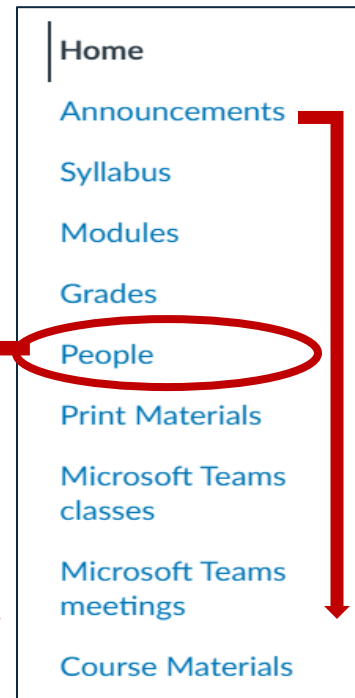 Home
Announcements
Syllabus
Modules
Grades
People
Print Materials
Microsoft Teams
classes
Microsoft Teams
meetings
Course Materials